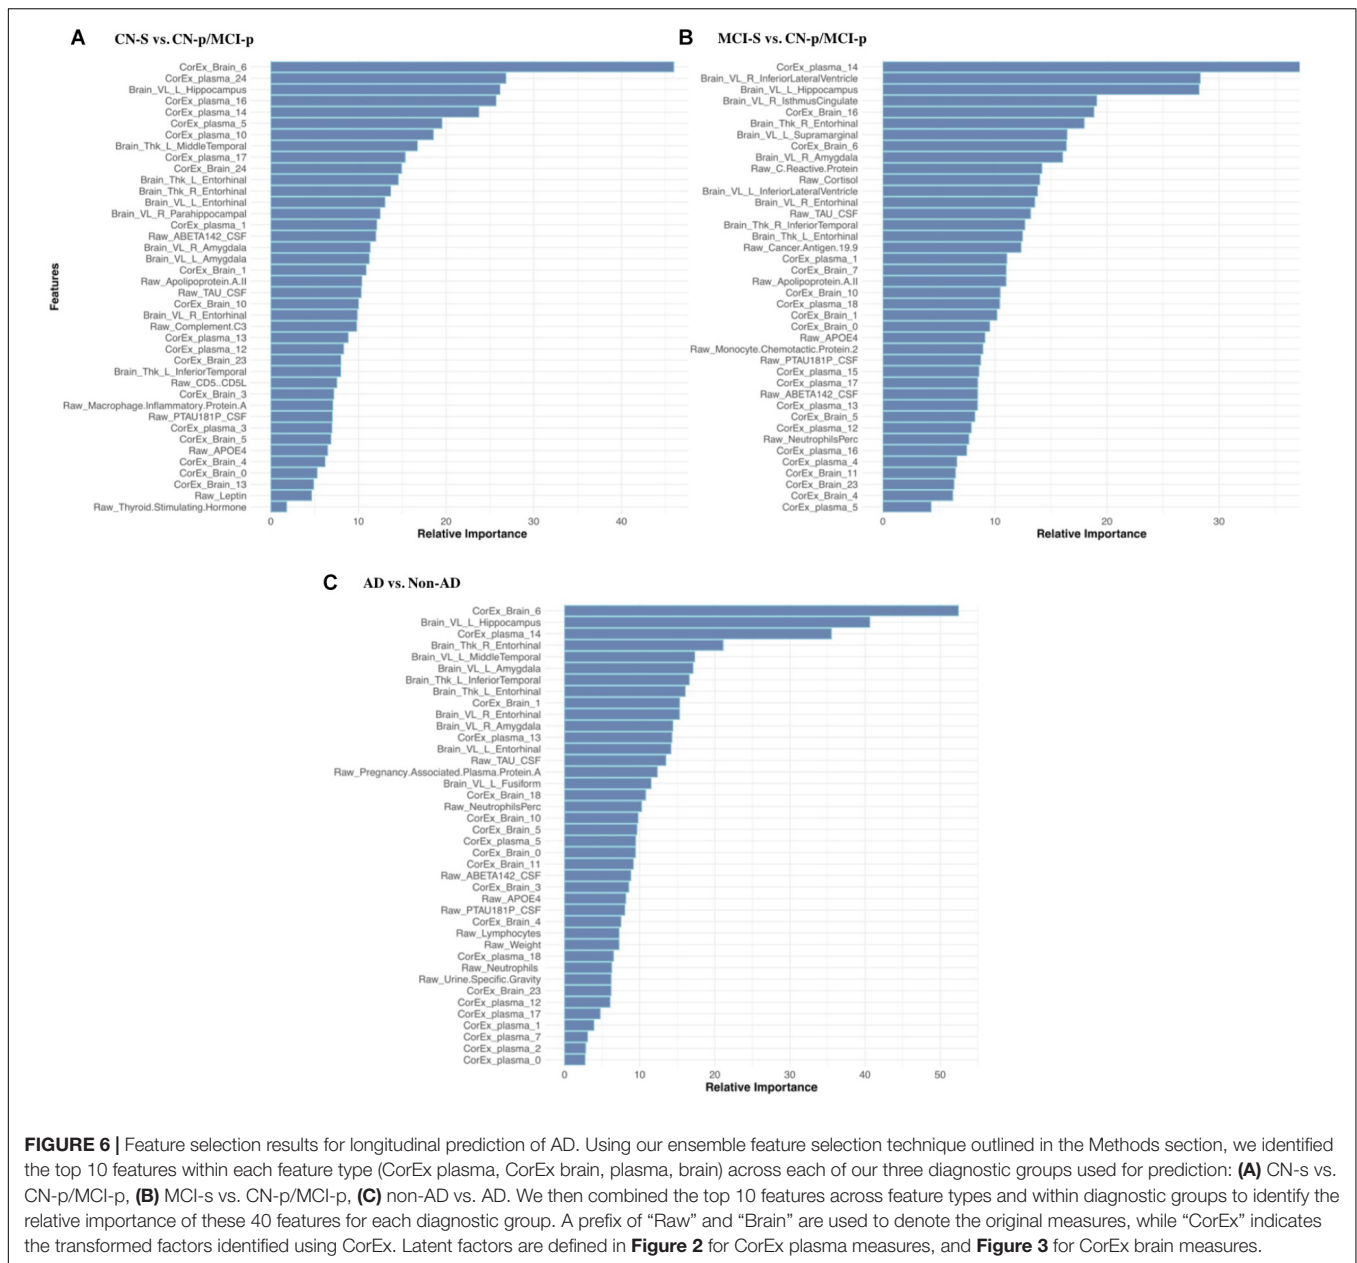 A CN-S vs. CN-p/MCI-p
Features
CorEx_Brain_6
CorEx_plasma_24
Brain_VL_L_Hippocampus
CorEx_plasma_16
CorEx_plasma_14
CorEx_plasma_5
CorEx_plasma_10
Brain_Thk_L_MiddleTemporal
CorEx_plasma_17
CorEx_Brain_24
Brain_Thk_L_Entorhinal
Brain_Thk_R_Entorhinal
Brain_VL_L_Entorhinal
Brain_VL_R_Parahippocampal
CorEx_plasma_1
Raw_ABETA142_CSF
Brain_VL_R_Amygdala
Brain_VL_L_Amygdala
CorEx_Brain_1
Raw_Apolipoprotein.A.II
Raw_TAU_CSF
CorEx_Brain_10
Brain_VL_R_Entorhinal
Raw_Complement.C3
CorEx_plasma_13
CorEx_plasma_12
CorEx_Brain_23
Brain_Thk_L_InferiorTemporal
Raw_CD5..CD5L
CorEx_Brain_3
Raw_Macrophage.Inflammatory.Protein.A
Raw_PTAU181P_CSF
CorEx_plasma_3
CorEx_Brain_5
Raw_APOE4
CorEx_Brain_4
CorEx_Brain_0
CorEx_Brain_13
Raw_Leptin
Raw_Thyroid.Stimulating.Hormone
0 10 20 30 40
Relative Importance
B MCI-S vs. CN-p/MCI-p
CorEx_plasma_14
Brain_VL_R_InferiorLateralVentricle
Brain_VL_L_Hippocampus
Brain_VL_R_IsthmusCingulate
CorEx_Brain_16
Brain_Thk_R_Entorhinal
Brain_VL_L_Supramarginal
CorEx_Brain_6
Brain_VL_R_Amygdala
Raw_C.Reactive.Protein
Raw_Cortisol
Brain_VL_L_InferiorLateralVentricle
Brain_VL_R_Entorhinal
Raw_TAU_CSF
Brain_Thk_R_InferiorTemporal
Brain_Thk_L_Entorhinal
Raw_Cancer.Antigen.19.9
CorEx_plasma_1
CorEx_Brain_7
Raw_Apolipoprotein.A.II
CorEx_Brain_10
CorEx_plasma_18
CorEx_Brain_1
CorEx_Brain_0
Raw_APOE4
Raw_Monocyte.Chemotactic.Protein.2
Raw_PTAU181P_CSF
CorEx_plasma_15
CorEx_plasma_17
Raw_ABETA142_CSF
CorEx_plasma_13
CorEx_Brain_5
CorEx_plasma_12
Raw_NeutrophilsPerc
CorEx_plasma_16
CorEx_plasma_4
CorEx_Brain_11
CorEx_Brain_23
CorEx_Brain_4
CorEx_plasma_5
0 10 20 30
Relative Importance
C AD vs. Non-AD
CorEx_Brain_6
Brain_VL_L_Hippocampus
CorEx_plasma_14
Brain_Thk_R_Entorhinal
Brain_VL_L_MiddleTemporal
Brain_VL_L_Amygdala
Brain_Thk_L_InferiorTemporal
Brain_Thk_L_Entorhinal
CorEx_Brain_1
Brain_VL_R_Entorhinal
Brain_VL_R_Amygdala
CorEx_plasma_13
Brain_VL_L_Entorhinal
Raw_TAU_CSF
Raw_Pregnancy.Associated.Plasma.Protein.A
Brain_VL_L_Fusiform
CorEx_Brain_18
Raw_NeutrophilsPerc
CorEx_Brain_10
CorEx_Brain_5
CorEx_plasma_5
CorEx_Brain_0
CorEx_Brain_11
Raw_ABETA142_CSF
CorEx_Brain_3
Raw_APOE4
Raw_PTAU181P_CSF
CorEx_Brain_4
Raw_Lymphocytes
Raw_Weight
CorEx_plasma_18
Raw_Neutrophils
Raw_Urine.Specific.Gravity
CorEx_Brain_23
CorEx_plasma_12
CorEx_plasma_17
CorEx_plasma_1
CorEx_plasma_7
CorEx_plasma_2
CorEx_plasma_0
0 10 20 30 40 50
Relative Importance
FIGURE 6 | Feature selection results for longitudinal prediction of AD. Using our ensemble feature selection technique outlined in the Methods section, we identified
the top 10 features within each feature type (CorEx plasma, CorEx brain, plasma, brain) across each of our three diagnostic groups used for prediction: (A) CN-s vs.
CN-p/MCI-p, (B) MCI-s vs. CN-p/MCI-p, (C) non-AD vs. AD. We then combined the top 10 features across feature types and within diagnostic groups to identify the
relative importance of these 40 features for each diagnostic group. A prefix of “Raw” and “Brain” are used to denote the original measures, while “CorEx” indicates
the transformed factors identified using CorEx. Latent factors are defined in Figure 2 for CorEx plasma measures, and Figure 3 for CorEx brain measures.